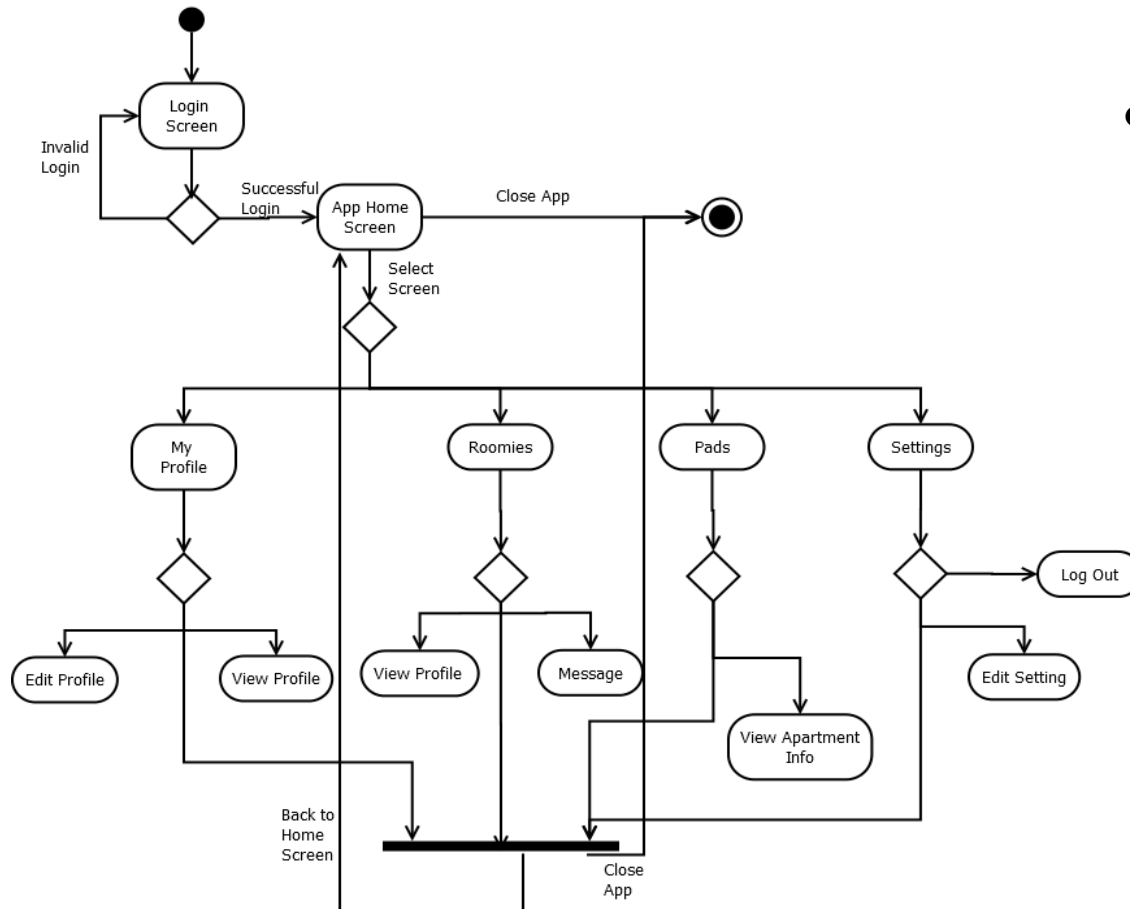 Login
Screen
Invalid
Login
Successful
Login
App Home
Screen
Close App
Select
Screen
My
Profile
Roomies
Pads
Settings
Log Out
Edit Profile
View Profile
View Profile
Message
Edit Setting
View Apartment
Info
Back to
Home
Screen
Close
App